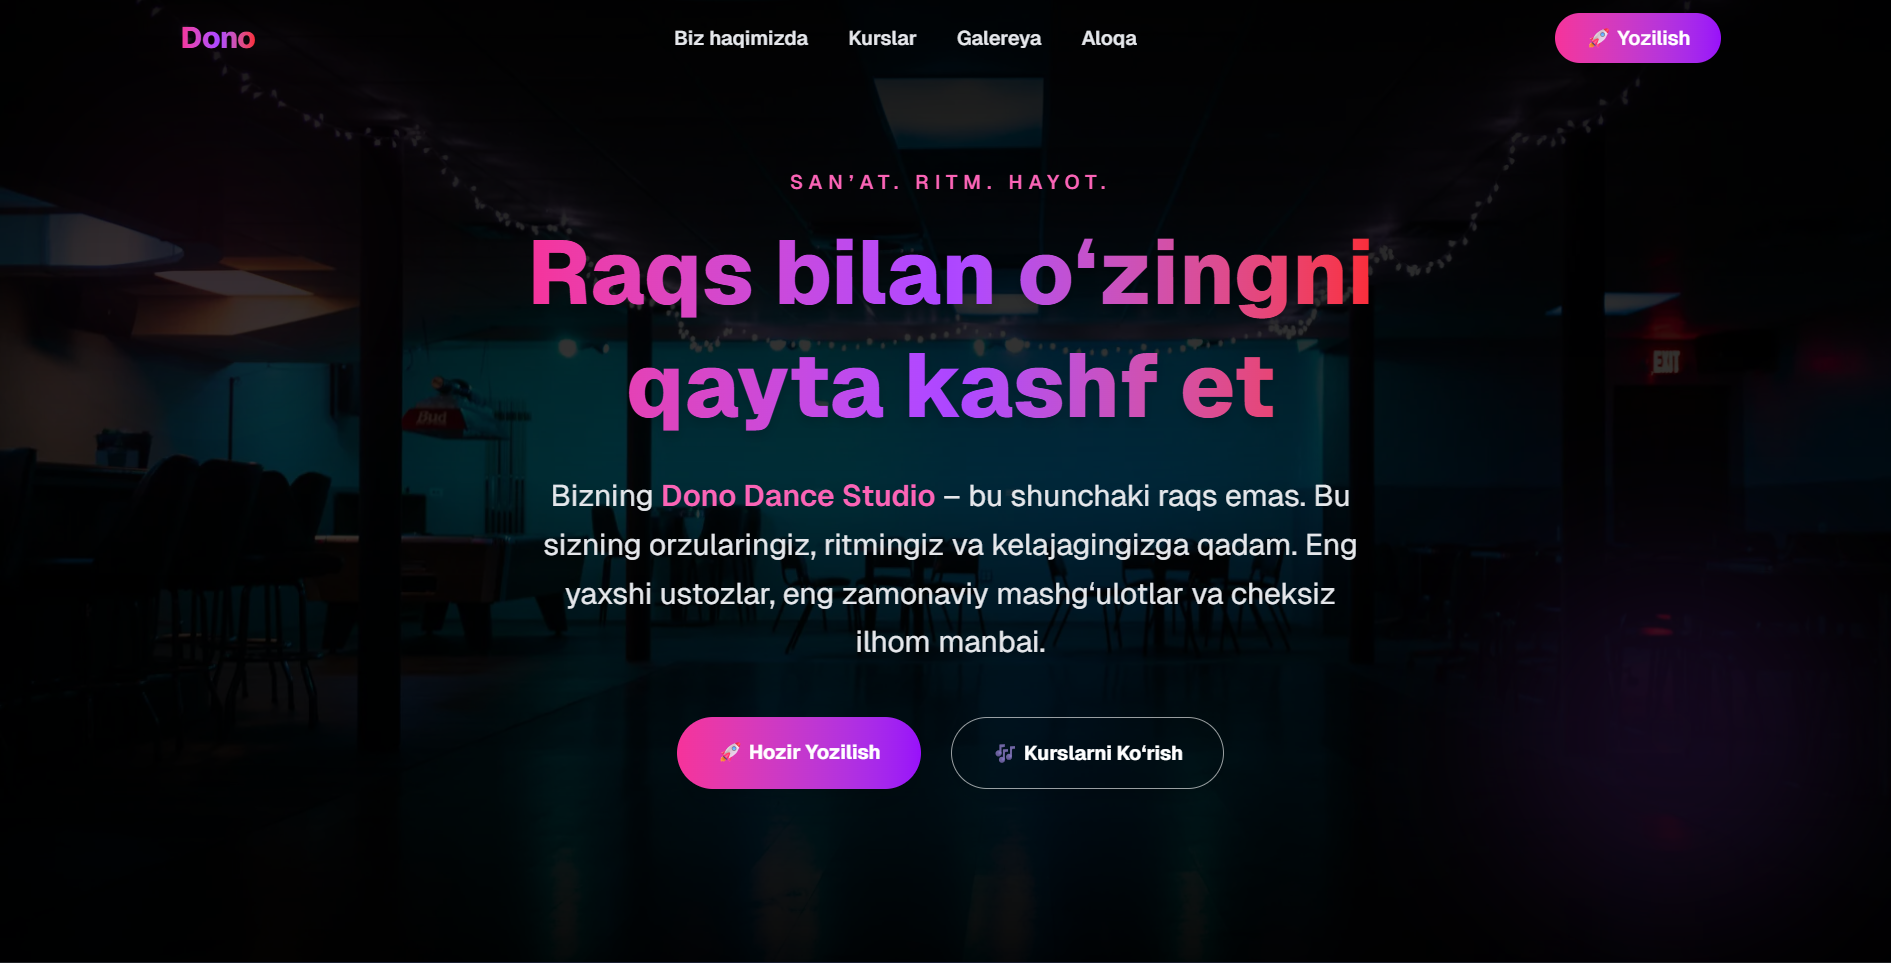 Dono
Biz haqimizda
Kurslar
Galereya
Aloqa
🚀 Yozilish
SAN’AT. RITM. HAYOT.
Raqs bilan o‘zingni
qayta kashf et
Bizning Dono Dance Studio – bu shunchaki raqs emas. Bu
sizning orzularingiz, ritmingiz va kelajagingizga qadam. Eng
yaxshi ustozlar, eng zamonaviy mashg‘ulotlar va cheksiz
ilhom manbai.
🚀 Hozir Yozilish
🎶 Kurslarni Ko‘rish
Bud
EXIT